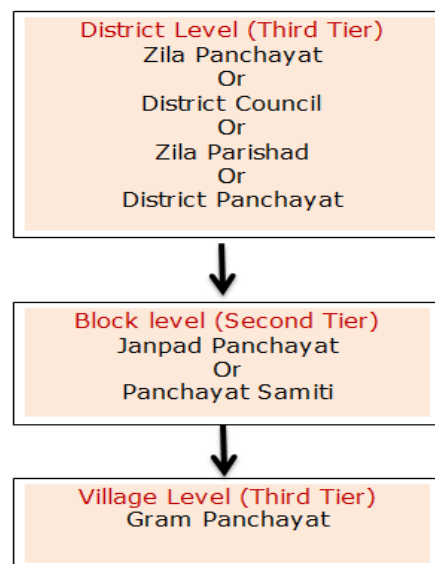 District Level (Third Tier)
Zila Panchayat
Or
District Council
Or
Zila Parishad
Or
District Panchayat
Block level (Second Tier)
Janpad Panchayat
Or
Panchayat Samiti
Village Level (Third Tier)
Gram Panchayat